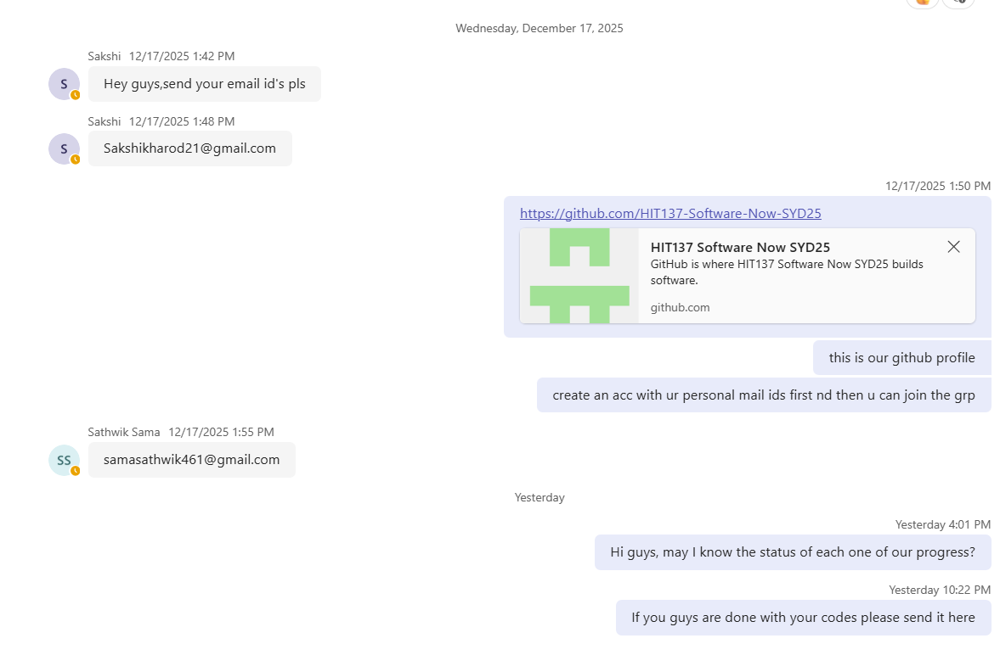 Wednesday, December 17, 2025
Sakshi 12/17/2025 1:42 PM
S
Hey guys,send your email id's pls
Sakshi 12/17/2025 1:48 PM
S
Sakshikharod21@gmail.com
12/17/2025 1:50 PM
https://github.com/HIT137-Software-Now-SYD25
HIT137 Software Now SYD25
GitHub is where HIT137 Software Now SYD25 builds
software.
github.com
this is our github profile
create an acc with ur personal mail ids first nd then u can join the grp
Sathwik Sama 12/17/2025 1:55 PM
SS
samasathwik461@gmail.com
Yesterday
Yesterday 4:01 PM
Hi guys, may I know the status of each one of our progress?
Yesterday 10:22 PM
If you guys are done with your codes please send it here